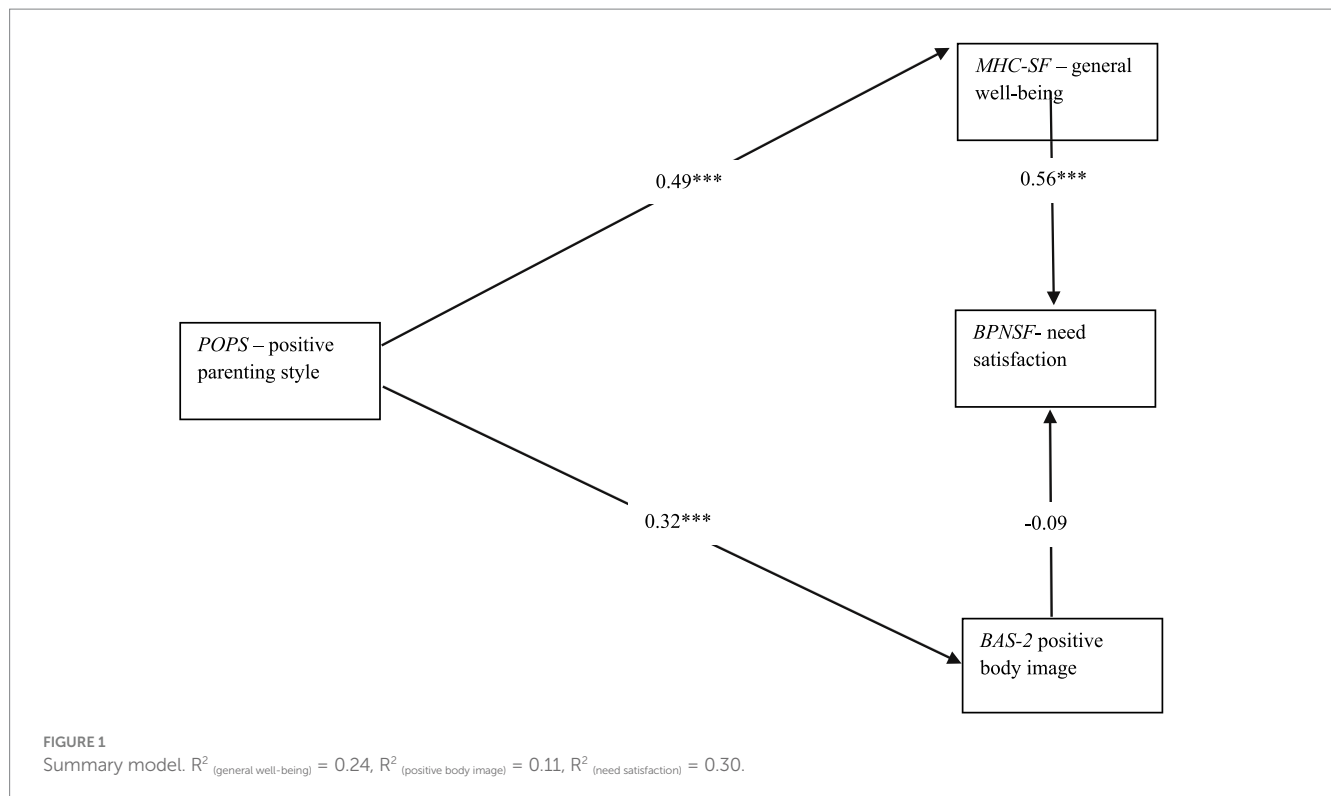 MHC-SF – general
well-being
0.49***
0.56***
POPS – positive
parenting style
BPNSF- need
satisfaction
0.32***
-0.09
BAS-2 positive
body image
FIGURE 1
Summary model. R² (general well-being) = 0.24, R² (positive body image) = 0.11, R² (need satisfaction) = 0.30.